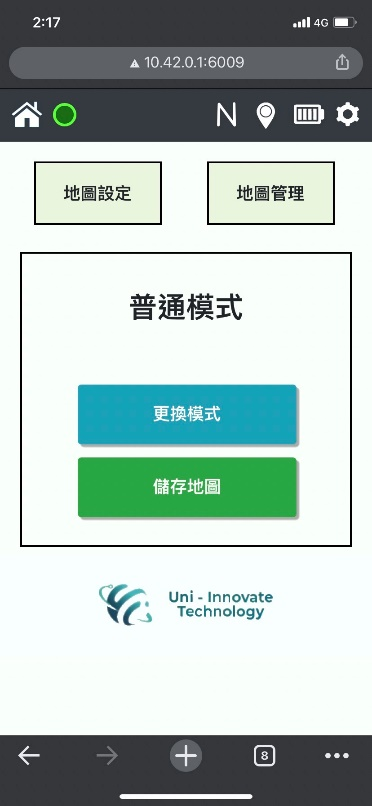 2:17
4G
10.42.0.1:6009
N
地圖設定
地圖管理
普通模式
更換模式
儲存地圖
Uni - Innovate
Technology
8